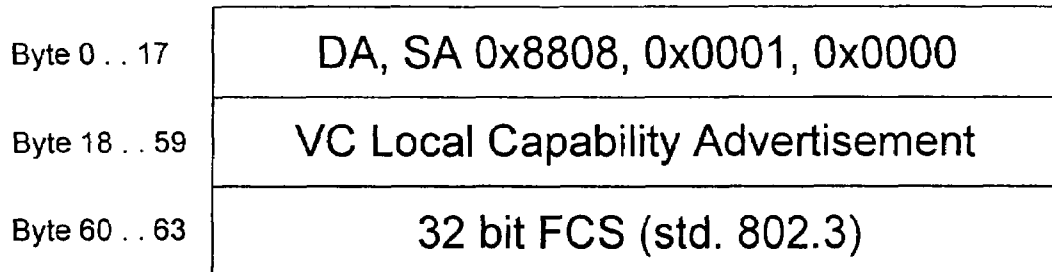 Byte 0 . . 17 DA, SA 0x8808, 0x0001, 0x0000
Byte 18 . . 59 VC Local Capability Advertisement
Byte 60 . . 63 32 bit FCS (std. 802.3)